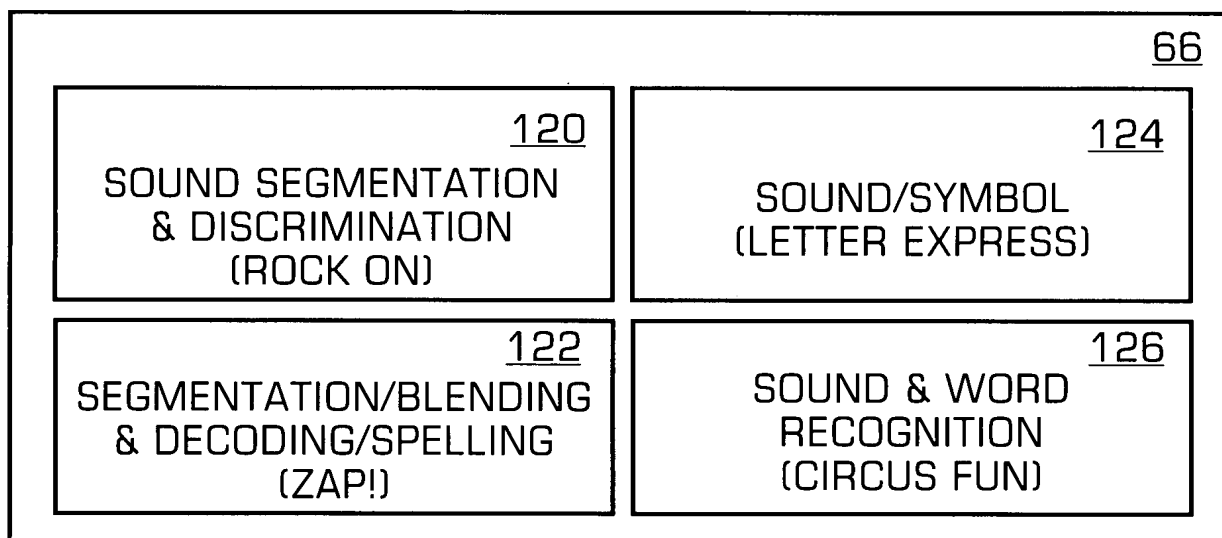 66
120
SOUND SEGMENTATION
& DISCRIMINATION
(ROCK ON)
124
SOUND/SYMBOL
(LETTER EXPRESS)
122
SEGMENTATION/BLENDING
& DECODING/SPELLING
(ZAP!)
126
SOUND & WORD
RECOGNITION
(CIRCUS FUN)